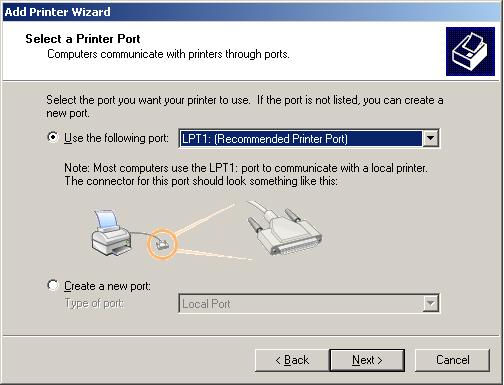 Add Printer Wizard
Select a Printer Port
Computers communicate with printers through ports.
Select the port you want your printer to use.  If the port is not listed, you can create a
new port.
Use the following port:
LPT1: (Recommended Printer Port)
Note: Most computers use the LPT1: port to communicate with a local printer.
The connector for this port should look something like this:
Create a new port:
Type of port:
Local Port
< Back
Next >
Cancel